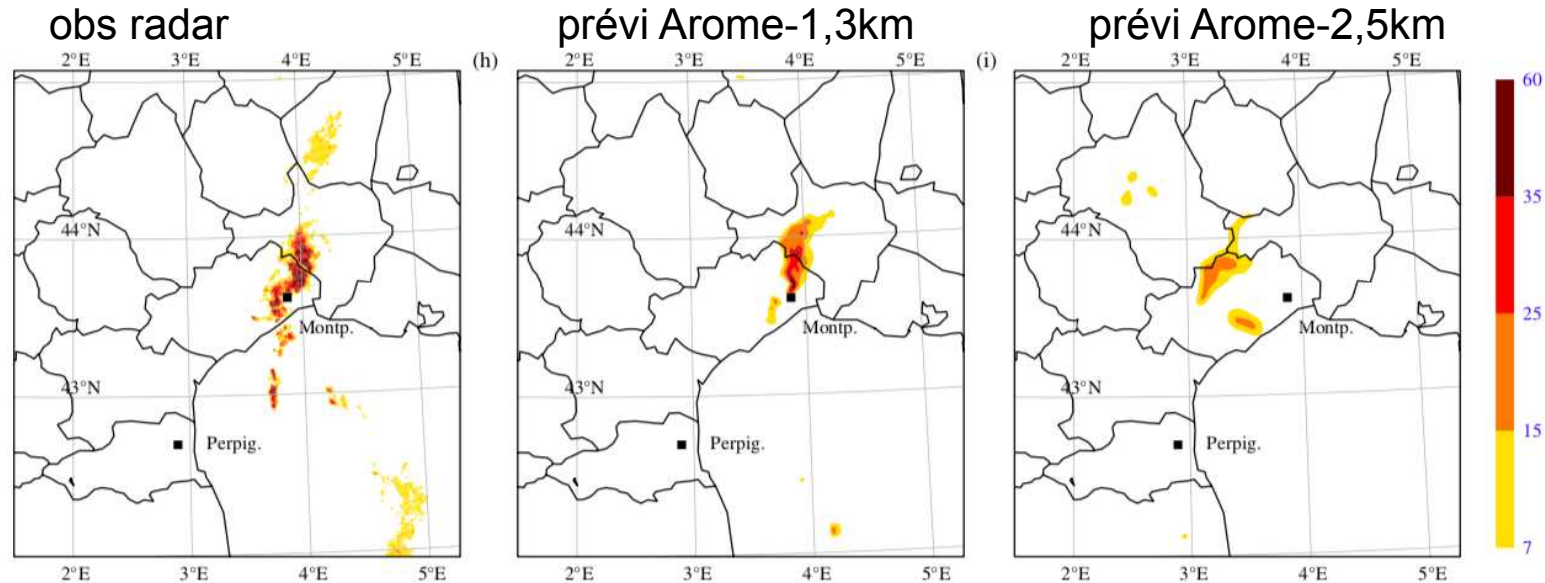 obs radar
prévi Arome-1,3km
prévi Arome-2,5km
2°E 3°E 4°E 5°E
(h)
2°E 3°E 4°E 5°E
(i)
2°E 3°E 4°E 5°E
44°N
Montp.
43°N
Perpig.
2°E 3°E 4°E 5°E
44°N
Montp.
43°N
Perpig.
2°E 3°E 4°E 5°E
44°N
Montp.
43°N
Perpig.
2°E 3°E 4°E 5°E
60
35
25
15
7